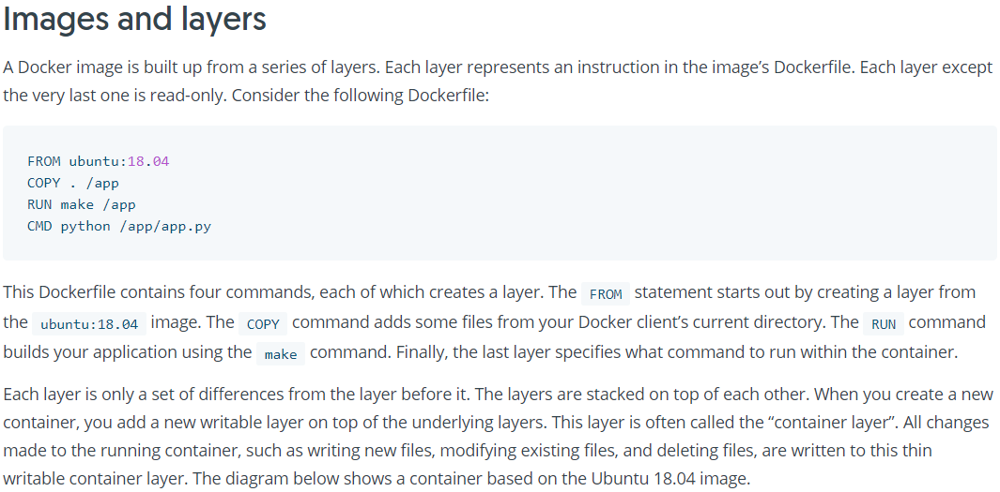 Images and layers
A Docker image is built up from a series of layers. Each layer represents an instruction in the image’s Dockerfile. Each layer except
the very last one is read-only. Consider the following Dockerfile:
FROM ubuntu:18.04
COPY . /app
RUN make /app
CMD python /app/app.py
This Dockerfile contains four commands, each of which creates a layer. The FROM statement starts out by creating a layer from
the ubuntu:18.04 image. The COPY command adds some files from your Docker client’s current directory. The RUN command
builds your application using the make command. Finally, the last layer specifies what command to run within the container.
Each layer is only a set of differences from the layer before it. The layers are stacked on top of each other. When you create a new
container, you add a new writable layer on top of the underlying layers. This layer is often called the “container layer”. All changes
made to the running container, such as writing new files, modifying existing files, and deleting files, are written to this thin
writable container layer. The diagram below shows a container based on the Ubuntu 18.04 image.